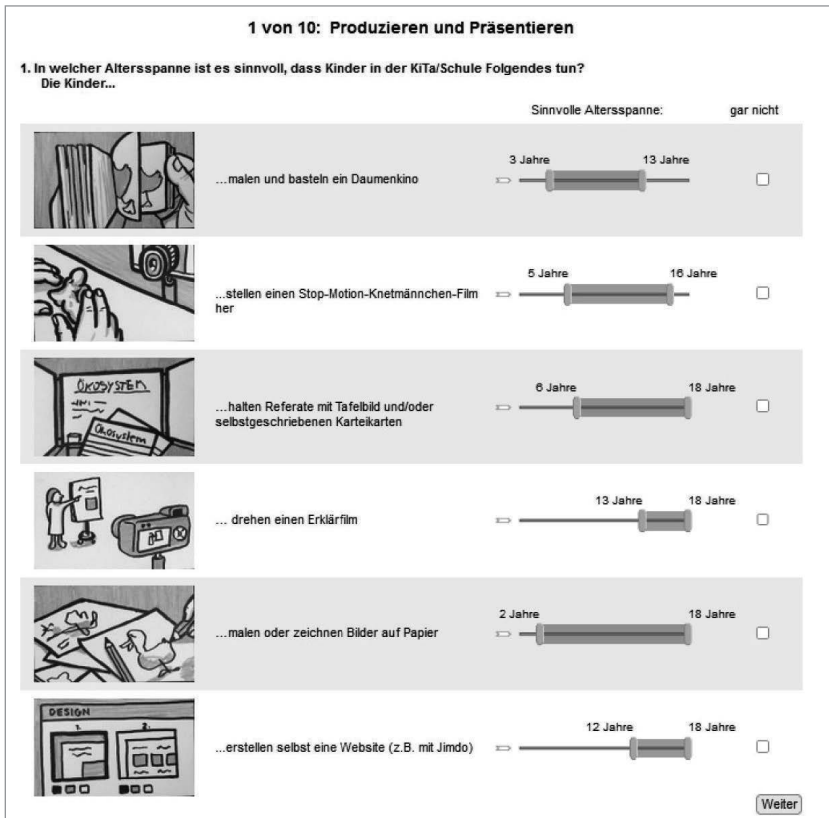 1 von 10: Produzieren und Präsentieren
1. In welcher Altersspanne ist es sinnvoll, dass Kinder in der KiTa/Schule Folgendes tun?
Die Kinder...
Sinnvolle Altersspanne: gar nicht
3 Jahre 13 Jahre
...malen und basteln ein Daumenkino
5 Jahre 16 Jahre
...stellen einen Stop-Motion-Knetmännchen-Film
her
ÖKOSYSTEM
Ökosystem
6 Jahre 18 Jahre
...halten Referate mit Tafelbild und/oder
selbstgeschriebenen Karteikarten
13 Jahre 18 Jahre
... drehen einen Erklärfilm
2 Jahre 18 Jahre
...malen oder zeichnen Bilder auf Papier
DESIGN
1. 2.
12 Jahre 18 Jahre
...erstellen selbst eine Website (z.B. mit Jimdo)
Weiter